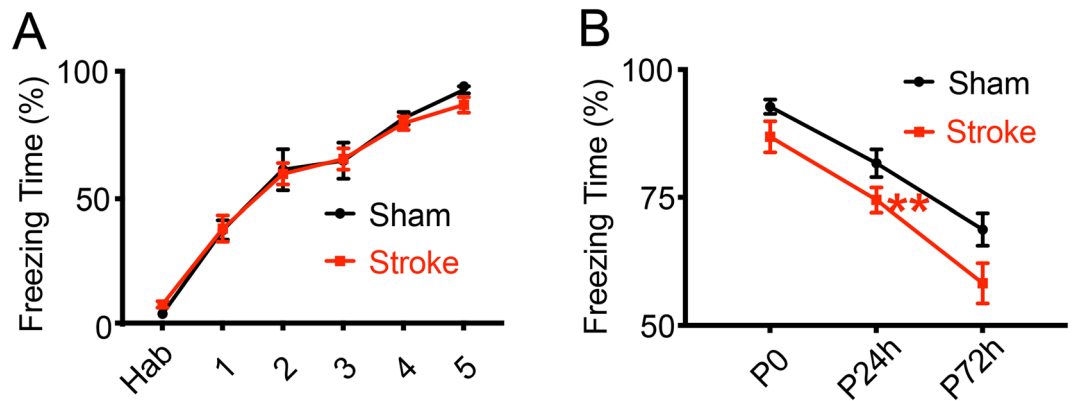 A
Freezing Time (%)
100
50
0
Sham
Stroke
Hab
1
2
3
4
5
B
Freezing Time (%)
100
75
50
Sham
Stroke
**
P0
P24h
P72h